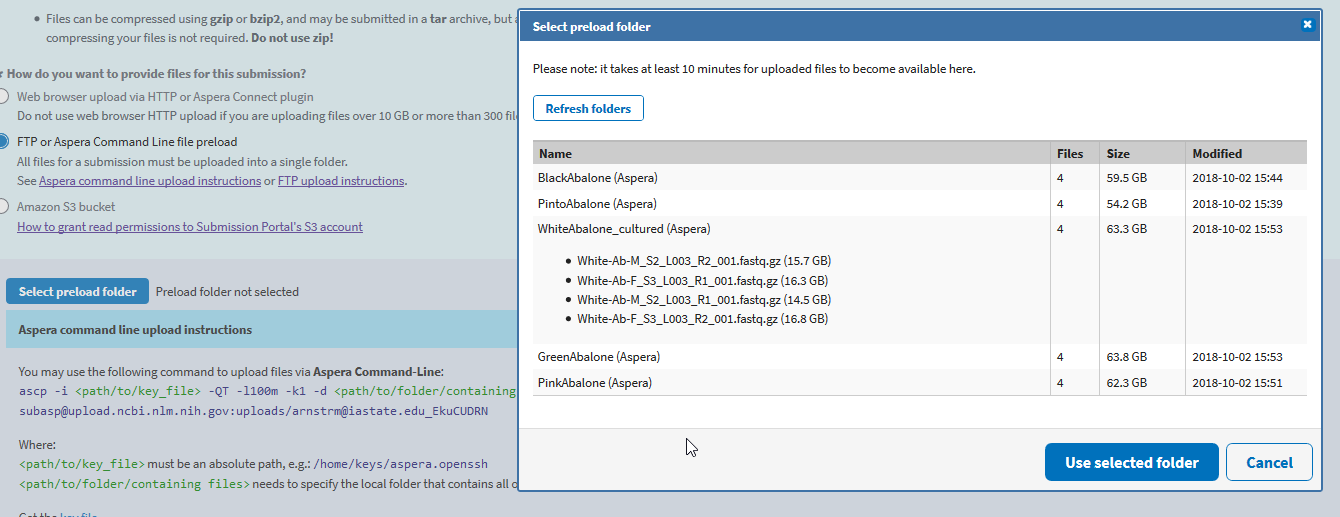 Files can be compressed using gzip or bzip2, and may be submitted in a tar archive, but
compressing your files is not required. Do not use zip!
How do you want to provide files for this submission?
Web browser upload via HTTP or Aspera Connect plugin
Do not use web browser HTTP upload if you are uploading files over 10 GB or more than 300
FTP or Aspera Command Line file preload
All files for a submission must be uploaded into a single folder.
See Aspera command line upload instructions or FTP upload instructions.
Amazon S3 bucket
How to grant read permissions to Submission Portal's S3 account
Select preload folder Preload folder not selected
Aspera command line upload instructions
You may use the following command to upload files via Aspera Command-Line:
ascp -i <path/to/key_file> -QT -l100m -k1 -d <path/to/folder/containing
subasp@upload.ncbi.nlm.nih.gov:uploads/arnstrm@iastate.edu_EkuCUDRN
Where:
<path/to/key_file> must be an absolute path, e.g.: /home/keys/aspera.openssh
<path/to/folder/containing files> needs to specify the local folder that contains all
Get the key file
Select preload folder
Please note: it takes at least 10 minutes for uploaded files to become available here.
Refresh folders
Name Files Size Modified
BlackAbalone (Aspera) 4 59.5 GB 2018-10-02 15:44
PintoAbalone (Aspera) 4 54.2 GB 2018-10-02 15:39
WhiteAbalone_cultured (Aspera) 4 63.3 GB 2018-10-02 15:53
White-Ab-M_S2_L003_R2_001.fastq.gz (15.7 GB)
White-Ab-F_S3_L003_R1_001.fastq.gz (16.3 GB)
White-Ab-M_S2_L003_R1_001.fastq.gz (14.5 GB)
White-Ab-F_S3_L003_R2_001.fastq.gz (16.8 GB)
GreenAbalone (Aspera) 4 63.8 GB 2018-10-02 15:53
PinkAbalone (Aspera) 4 62.3 GB 2018-10-02 15:51
Use selected folder Cancel